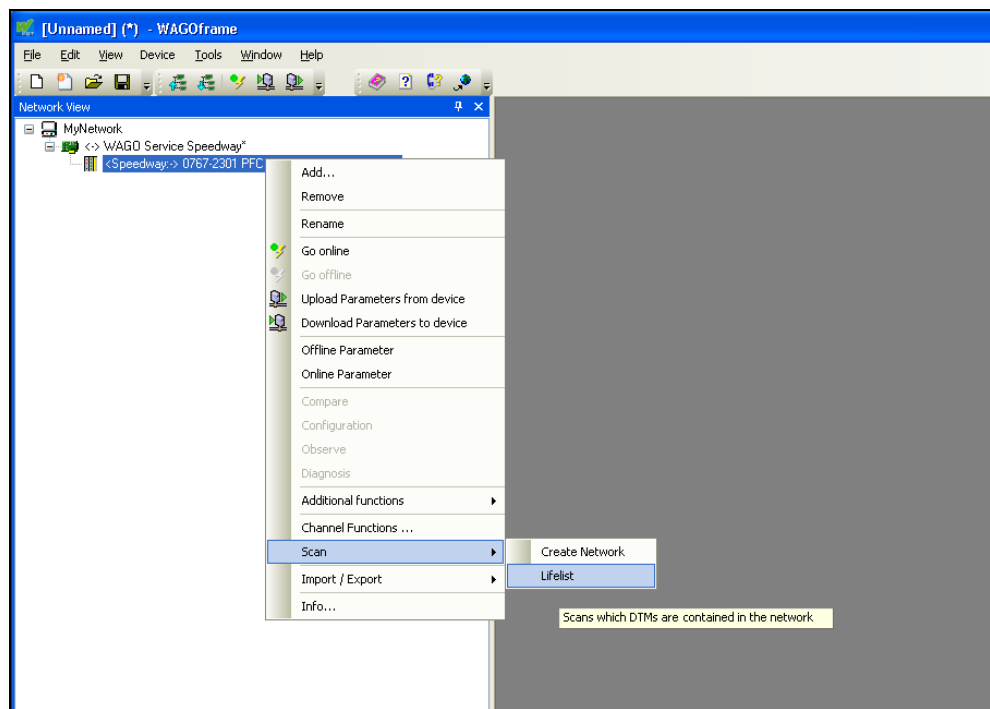 [Unnamed] (*) - WAGOframe
File Edit View Device Tools Window Help
Network View
MyNetwork
<-> WAGO Service Speedway*
<Speedway:-> 0767-2301 PFC
Add...
Remove
Rename
Go online
Go offline
Upload Parameters from device
Download Parameters to device
Offline Parameter
Online Parameter
Compare
Configuration
Observe
Diagnosis
Additional functions
Channel Functions ...
Scan
Create Network
Lifelist
Scans which DTMs are contained in the network
Import / Export
Info...